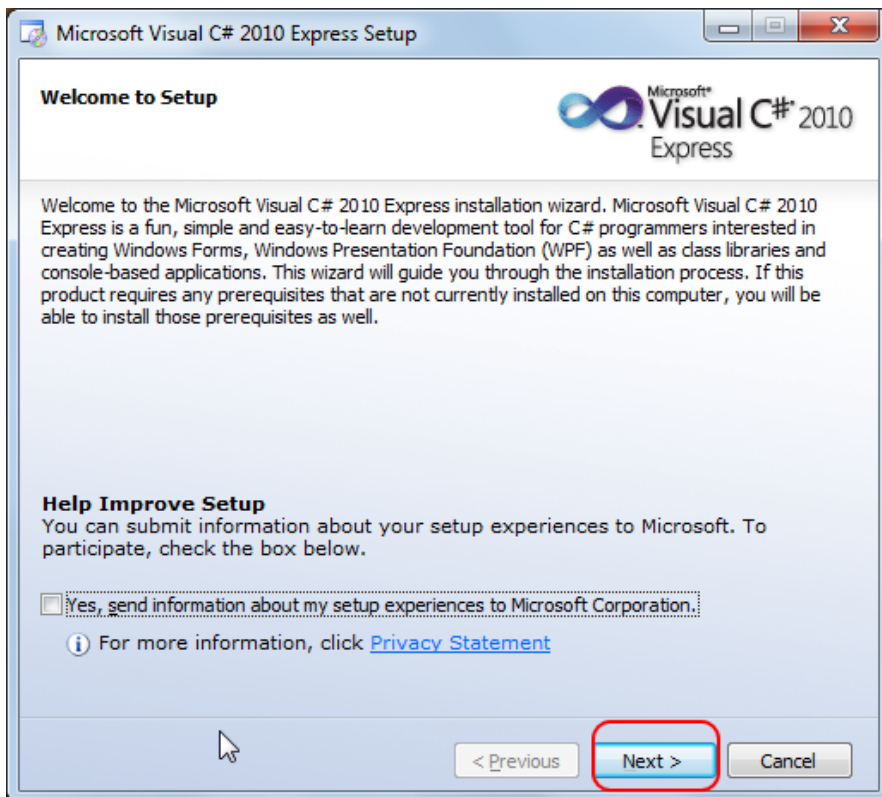 Microsoft Visual C# 2010 Express Setup
Welcome to Setup
Microsoft®
Visual C#® 2010
Express
Welcome to the Microsoft Visual C# 2010 Express installation wizard. Microsoft Visual C# 2010
Express is a fun, simple and easy-to-learn development tool for C# programmers interested in
creating Windows Forms, Windows Presentation Foundation (WPF) as well as class libraries and
console-based applications. This wizard will guide you through the installation process. If this
product requires any prerequisites that are not currently installed on this computer, you will be
able to install those prerequisites as well.
Help Improve Setup
You can submit information about your setup experiences to Microsoft. To
participate, check the box below.
Yes, send information about my setup experiences to Microsoft Corporation.
For more information, click Privacy Statement
< Previous
Next >
Cancel